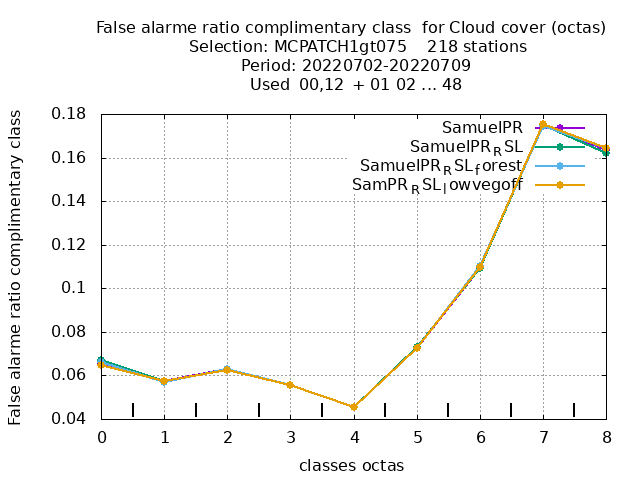 False alarme ratio complimentary class  for Cloud cover (octas)
Selection: MCPATCH1gt075    218 stations
Period: 20220702-20220709
Used  00,12  + 01 02 ... 48
False alarme ratio complimentary class
0.18
0.16
0.14
0.12
0.1
0.08
0.06
0.04
SamuelPR
SamuelPR_RSL
SamuelPR_RSL_forest
SamPR_RSL_lowvegoff
0 1 2 3 4 5 6 7 8
classes octas